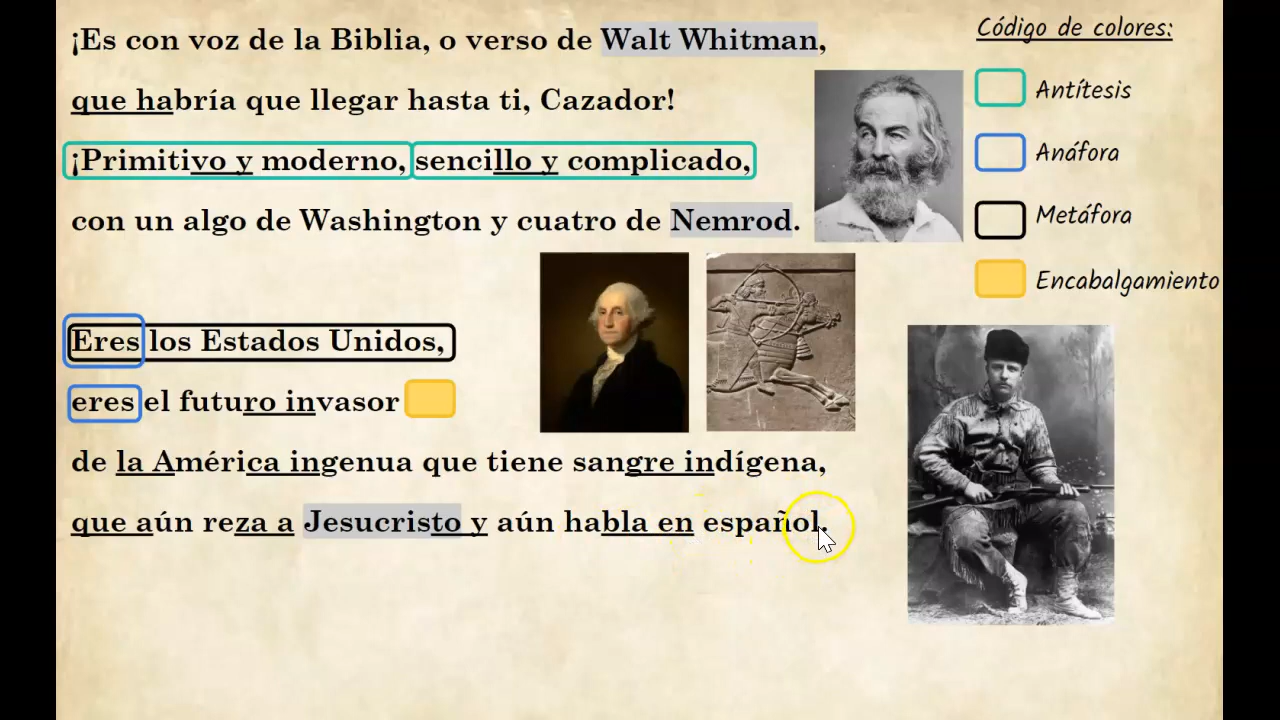 ¡Es con voz de la Biblia, o verso de Walt Whitman,
que habría que llegar hasta ti, Cazador!
¡Primitivo y moderno, sencillo y complicado,
con un algo de Washington y cuatro de Nemrod.
Eres los Estados Unidos,
eres el futuro invasor
de la América ingenua que tiene sangre indígena,
que aún reza a Jesucristo y aún habla en español.
Código de colores:
Antítesis
Anáfora
Metáfora
Encabalgamiento